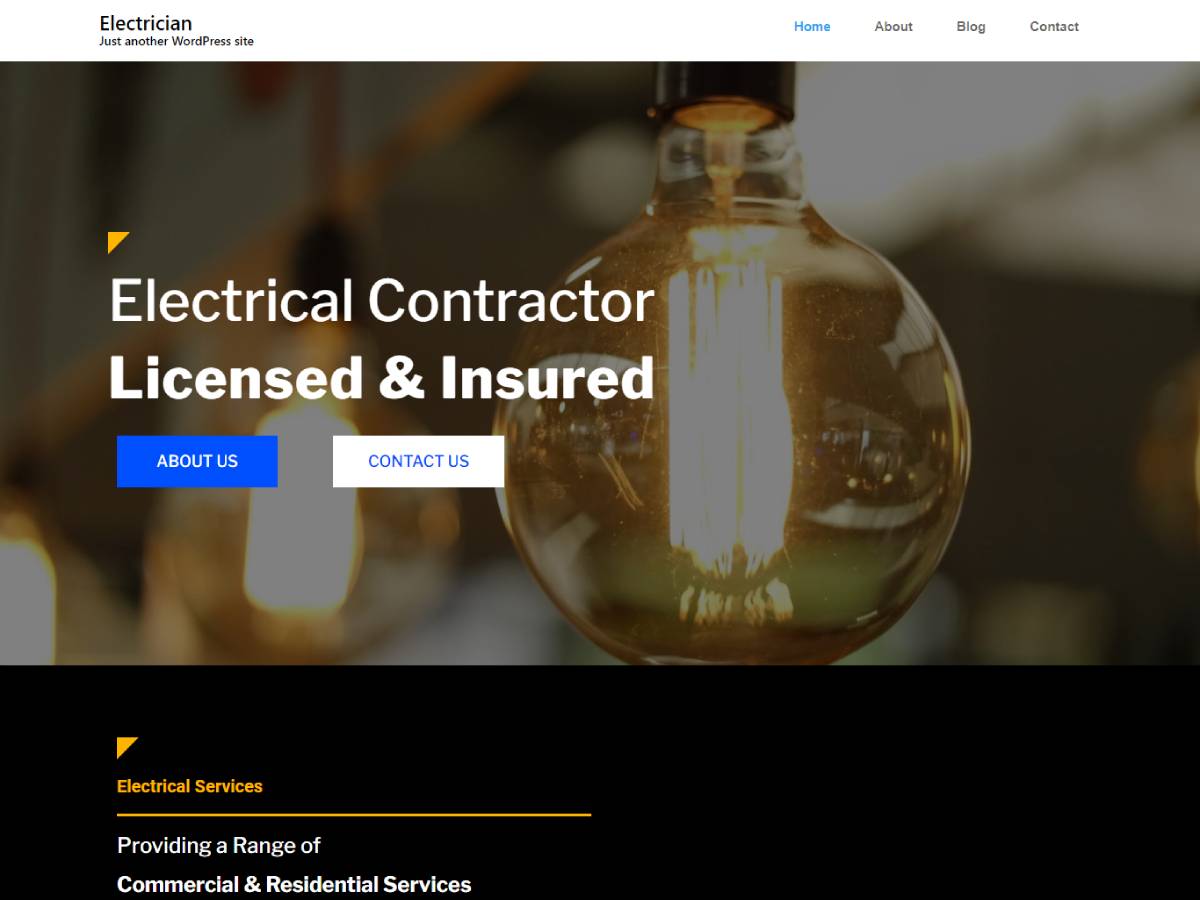 Electrician
Just another WordPress site
Home
About
Blog
Contact
Electrical Contractor
Licensed & Insured
ABOUT US
CONTACT US
Electrical Services
Providing a Range of
Commercial & Residential Services